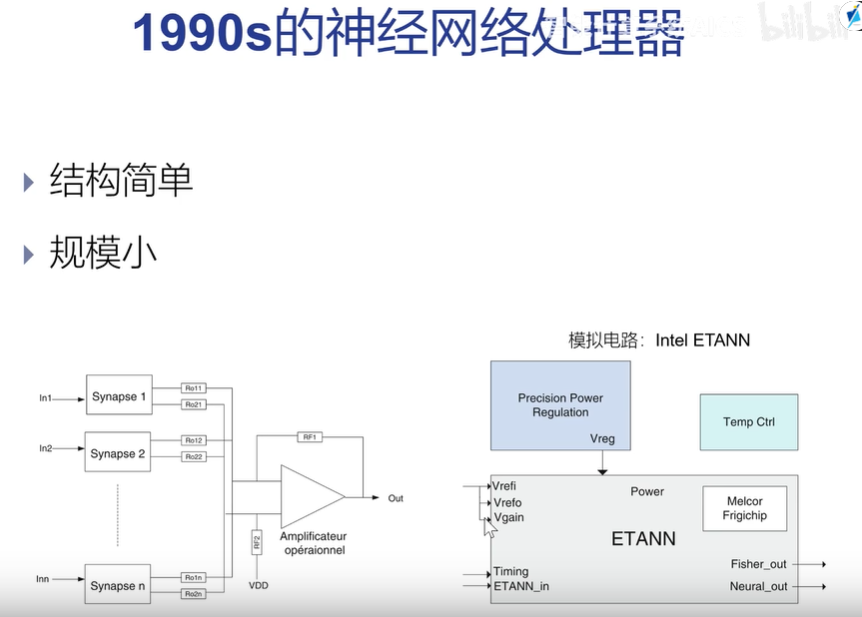 1990s的神经网络处理器
bilibili
结构简单
规模小
In1
Synapse 1
Ro11
Ro21
In2
Synapse 2
Ro12
Ro22
RF1
Out
Amplificateur
opéraionnel
RF2
VDD
Inn
Synapse n
Ro1n
Ro2n
模拟电路：Intel ETANN
Precision Power
Regulation
Vreg
Temp Ctrl
Vrefi
Vrefo
Vgain
Power
Melcor
Frigichip
ETANN
Timing
ETANN_in
Fisher_out
Neural_out